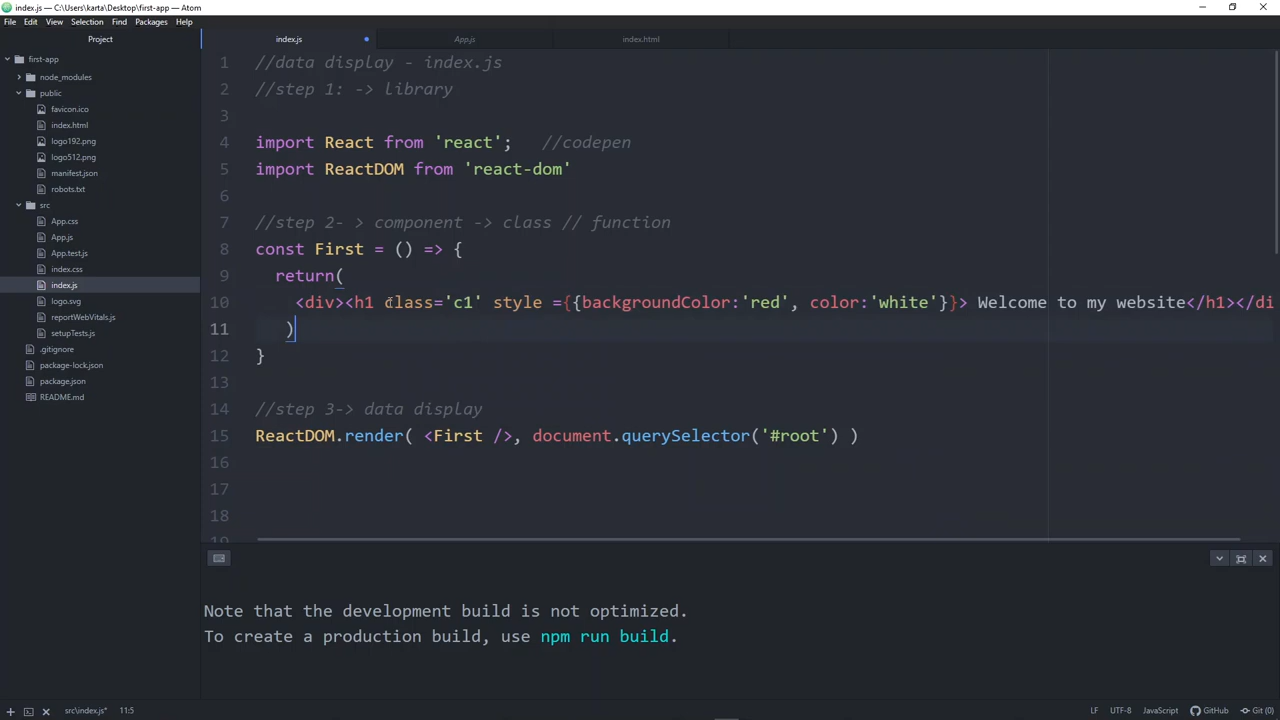 index.js — C:\Users\karta\Desktop\first-app — Atom
File Edit View Selection Find Packages Help
Project
index.js
App.js
index.html
first-app
node_modules
public
favicon.ico
index.html
logo192.png
logo512.png
manifest.json
robots.txt
src
App.css
App.js
App.test.js
index.css
index.js
logo.svg
reportWebVitals.js
setupTests.js
.gitignore
package-lock.json
package.json
README.md
1 //data display - index.js
2 //step 1: -> library
3
4 import React from 'react'; //codepen
5 import ReactDOM from 'react-dom'
6
7 //step 2- > component -> class // function
8 const First = () => {
9 return(
10 <div><h1 class='c1' style ={{backgroundColor:'red', color:'white'}}> Welcome to my website</h1></di
11 )
12 }
13
14 //step 3-> data display
15 ReactDOM.render( <First />, document.querySelector('#root') )
16
17
18
19
Note that the development build is not optimized.
To create a production build, use npm run build.
src\index.js* 11:5 LF UTF-8 JavaScript GitHub Git (0)